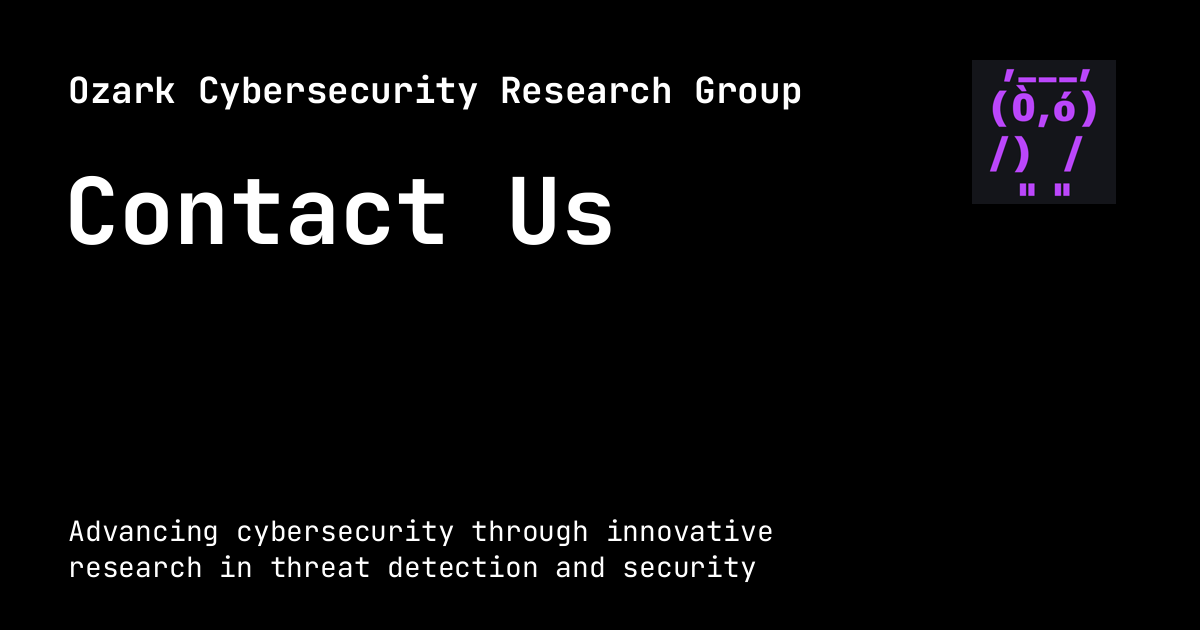 Ozark Cybersecurity Research Group
Contact Us
,___,
(Ò,ó)
/) /
" "
Advancing cybersecurity through innovative
research in threat detection and security